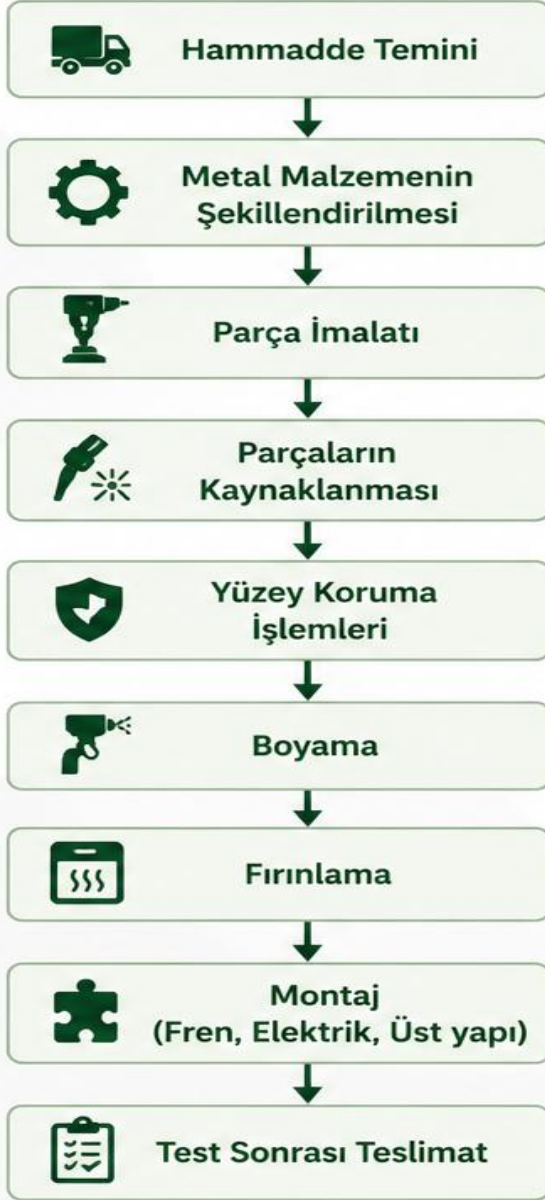 Hammadde Temini
Metal Malzemenin
Şekillendirilmesi
Parça İmalatı
Parçaların
Kaynaklanması
Yüzey Koruma
İşlemleri
Boyama
Fırınlama
Montaj
(Fren, Elektrik, Üst yapı)
Test Sonrası Teslimat